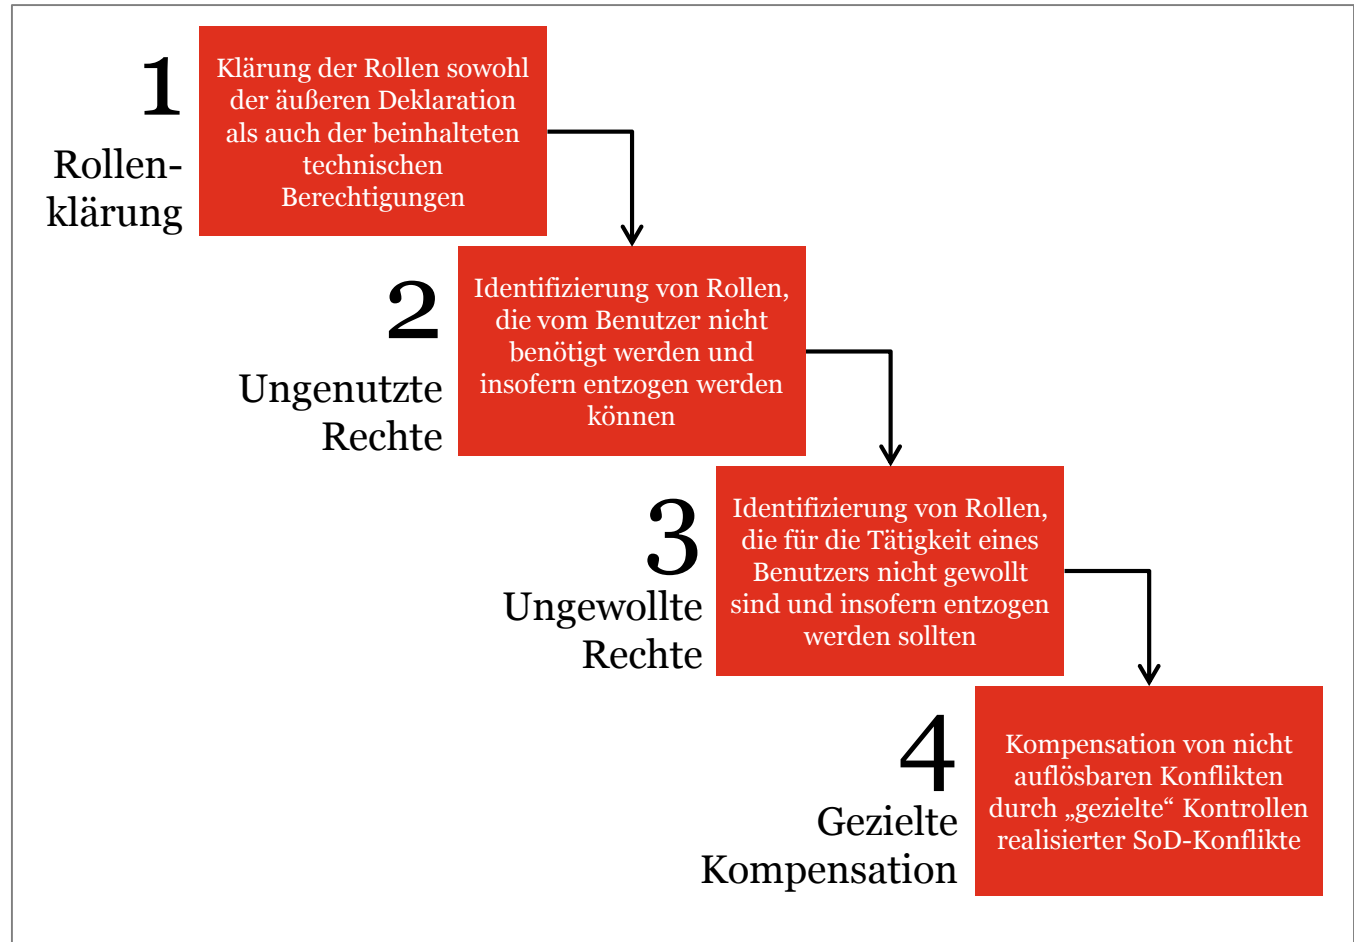 1
Rollen-
klärung
Klärung der Rollen sowohl
der äußeren Deklaration
als auch der beinhalteten
technischen
Berechtigungen
2
Ungenutzte
Rechte
Identifizierung von Rollen,
die vom Benutzer nicht
benötigt werden und
insofern entzogen werden
können
3
Ungewollte
Rechte
Identifizierung von Rollen,
die für die Tätigkeit eines
Benutzers nicht gewollt
sind und insofern entzogen
werden sollten
4
Gezielte
Kompensation
Kompensation von nicht
auflösbaren Konflikten
durch „gezielte“ Kontrollen
realisierter SoD-Konflikte